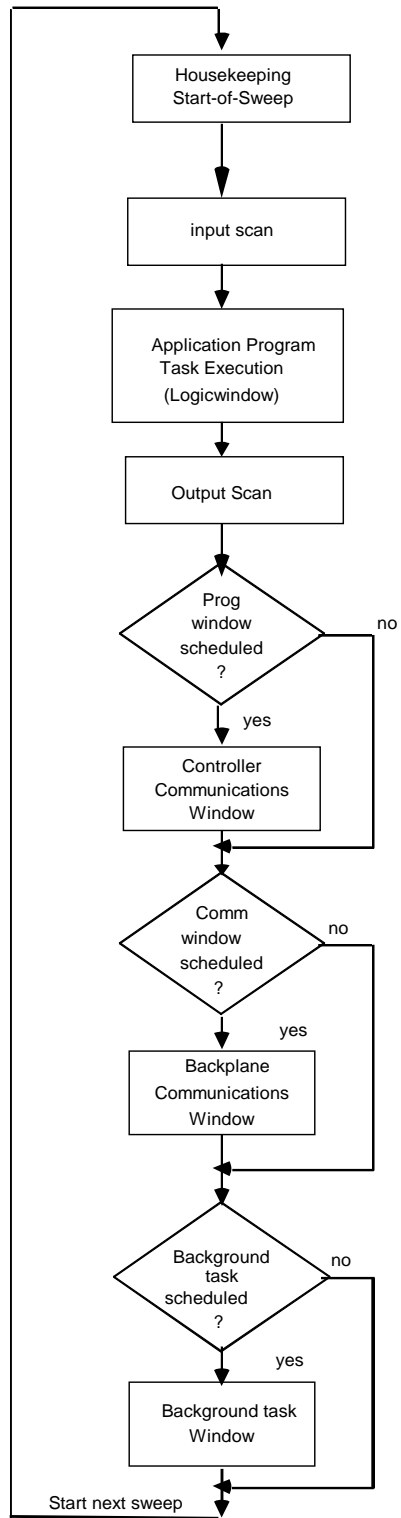 Housekeeping
Start-of-Sweep
input scan
Application Program
Task Execution
(Logicwindow)
Output Scan
Prog
window
scheduled
?
no
yes
Controller
Communications
Window
Comm
window
scheduled
?
no
yes
Backplane
Communications
Window
Background
task
scheduled
?
no
yes
Background task
Window
Start next sweep